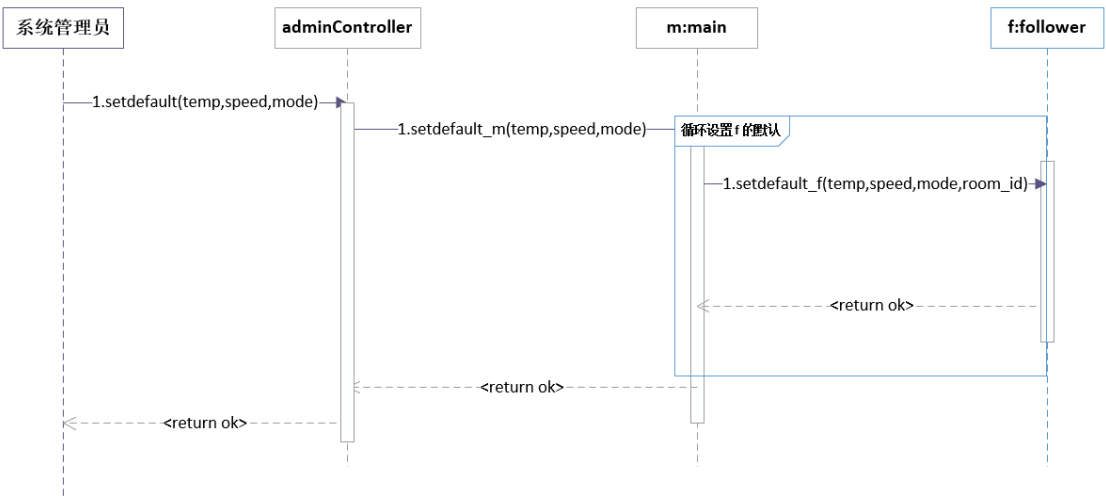 系统管理员
adminController
m:main
f:follower
1.setdefault(temp,speed,mode)
1.setdefault_m(temp,speed,mode)
循环设置 f 的默认
1.setdefault_f(temp,speed,mode,room_id)
<return ok>
<return ok>
<return ok>